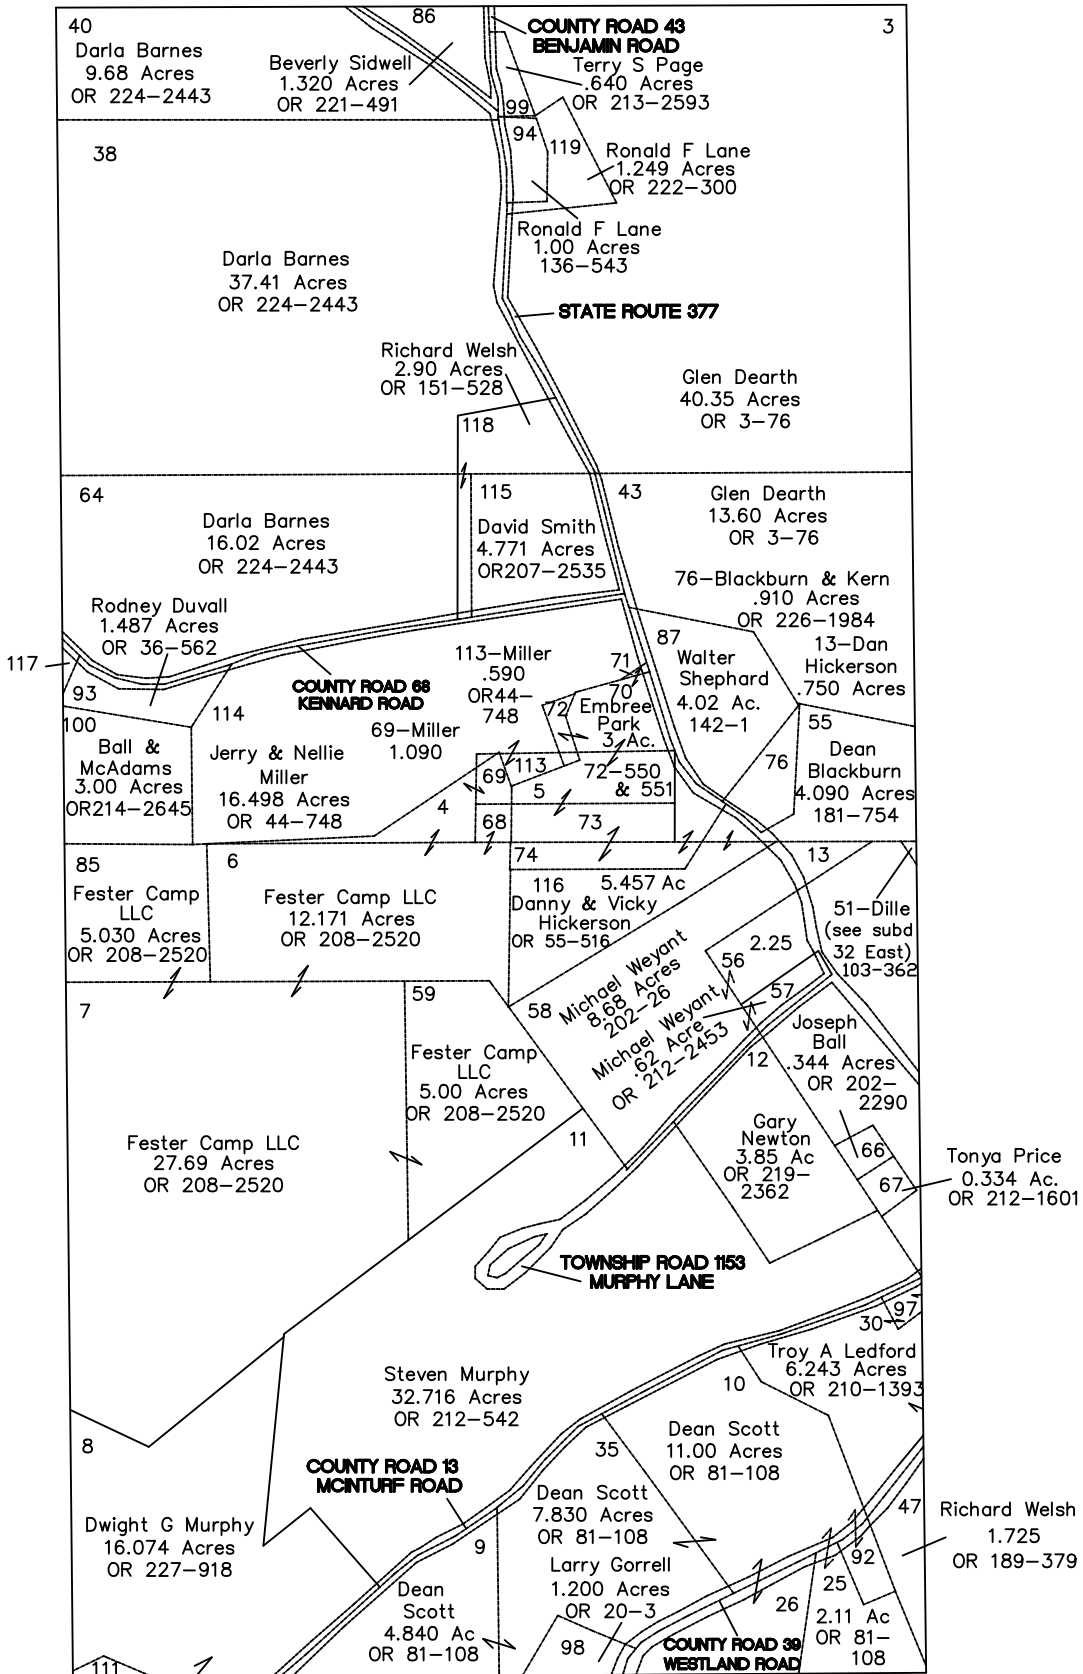 40
Darla Barnes
9.68 Acres
OR 224-2443
86
Beverly Sidwell
1.320 Acres
OR 221-491
COUNTY ROAD 43
BENJAMIN ROAD
3
Terry S Page
.640 Acres
OR 213-2593
99
94
119
Ronald F Lane
1.249 Acres
OR 222-300
Ronald F Lane
1.00 Acres
136-543
38
Darla Barnes
37.41 Acres
OR 224-2443
STATE ROUTE 377
Richard Welsh
2.90 Acres
OR 151-528
118
Glen Dearth
40.35 Acres
OR 3-76
64
Darla Barnes
16.02 Acres
OR 224-2443
115
David Smith
4.771 Acres
OR207-2535
43
Glen Dearth
13.60 Acres
OR 3-76
76-Blackburn & Kern
.910 Acres
OR 226-1984
Rodney Duvall
1.487 Acres
OR 36-562
117
93
100
COUNTY ROAD 68
KENNARD ROAD
113-Miller
.590
OR44-
748
71
70
72
87
Walter
Shephard
4.02 Ac.
142-1
13-Dan
Hickerson
.750 Acres
55
114
69-Miller
1.090
Embree
Park
3 Ac.
Ball &
McAdams
3.00 Acres
OR214-2645
Jerry & Nellie
Miller
16.498 Acres
OR 44-748
69
113
5
72-550
& 551
76
Dean
Blackburn
4.090 Acres
181-754
4
68
73
85
6
74
13
Fester Camp
LLC
5.030 Acres
OR 208-2520
Fester Camp LLC
12.171 Acres
OR 208-2520
116
5.457 Ac
Danny & Vicky
Hickerson
OR 55-516
51-Dille
(see subd
32 East)
103-362
56
2.25
57
7
59
58
Michael Weyant
8.68 Acres
202-26
Michael Weyant
.62 Acre
OR 212-2453
12
Joseph
Ball
.344 Acres
OR 202-
2290
Fester Camp
LLC
5.00 Acres
OR 208-2520
11
Fester Camp LLC
27.69 Acres
OR 208-2520
Gary
Newton
3.85 Ac
OR 219-
2362
66
67
Tonya Price
0.334 Ac.
OR 212-1601
TOWNSHIP ROAD 1153
MURPHY LANE
97
30
Troy A Ledford
6.243 Acres
OR 210-1393
Steven Murphy
32.716 Acres
OR 212-542
10
Dean Scott
11.00 Acres
OR 81-108
8
35
COUNTY ROAD 13
MCINTURF ROAD
Dean Scott
7.830 Acres
OR 81-108
47
Richard Welsh
1.725
OR 189-379
Dwight G Murphy
16.074 Acres
OR 227-918
9
Larry Gorrell
1.200 Acres
OR 20-3
92
25
26
Dean
Scott
4.840 Ac
OR 81-108
2.11 Ac
OR 81-
108
98
COUNTY ROAD 39
WESTLAND ROAD
111